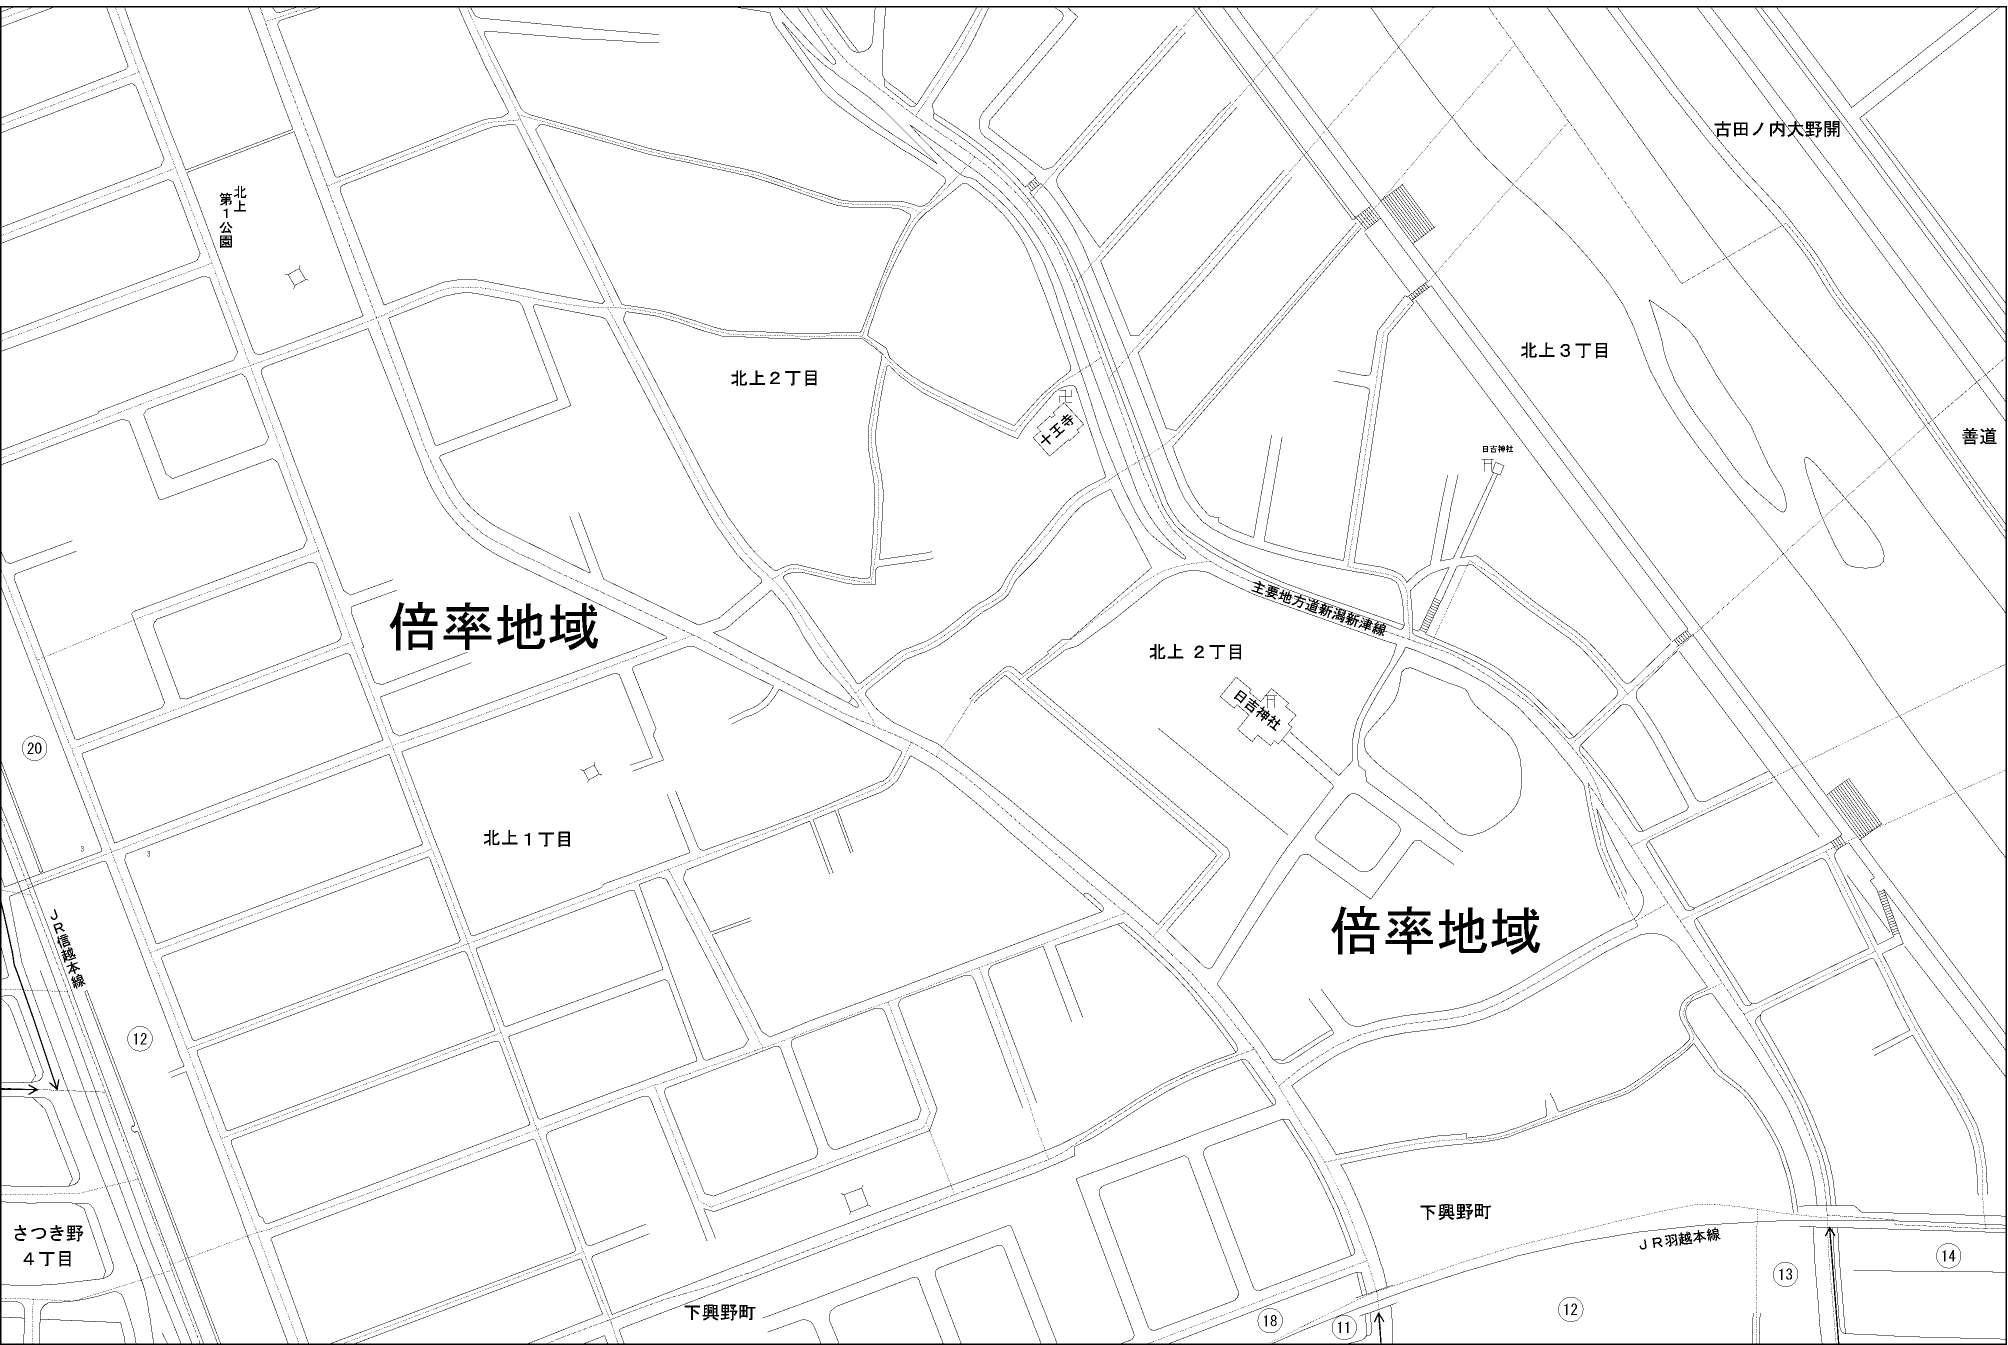 古田ノ内大野開
北上
第1公園
北上２丁目
北上３丁目
十王寺
善道
日吉神社
倍率地域
主要地方道新潟新津線
北上 ２丁目
日吉神社
20
北上１丁目
3
3
ＪＲ信越本線
倍率地域
12
さつき野
４丁目
下興野町
ＪＲ羽越本線
14
13
12
下興野町
18
11